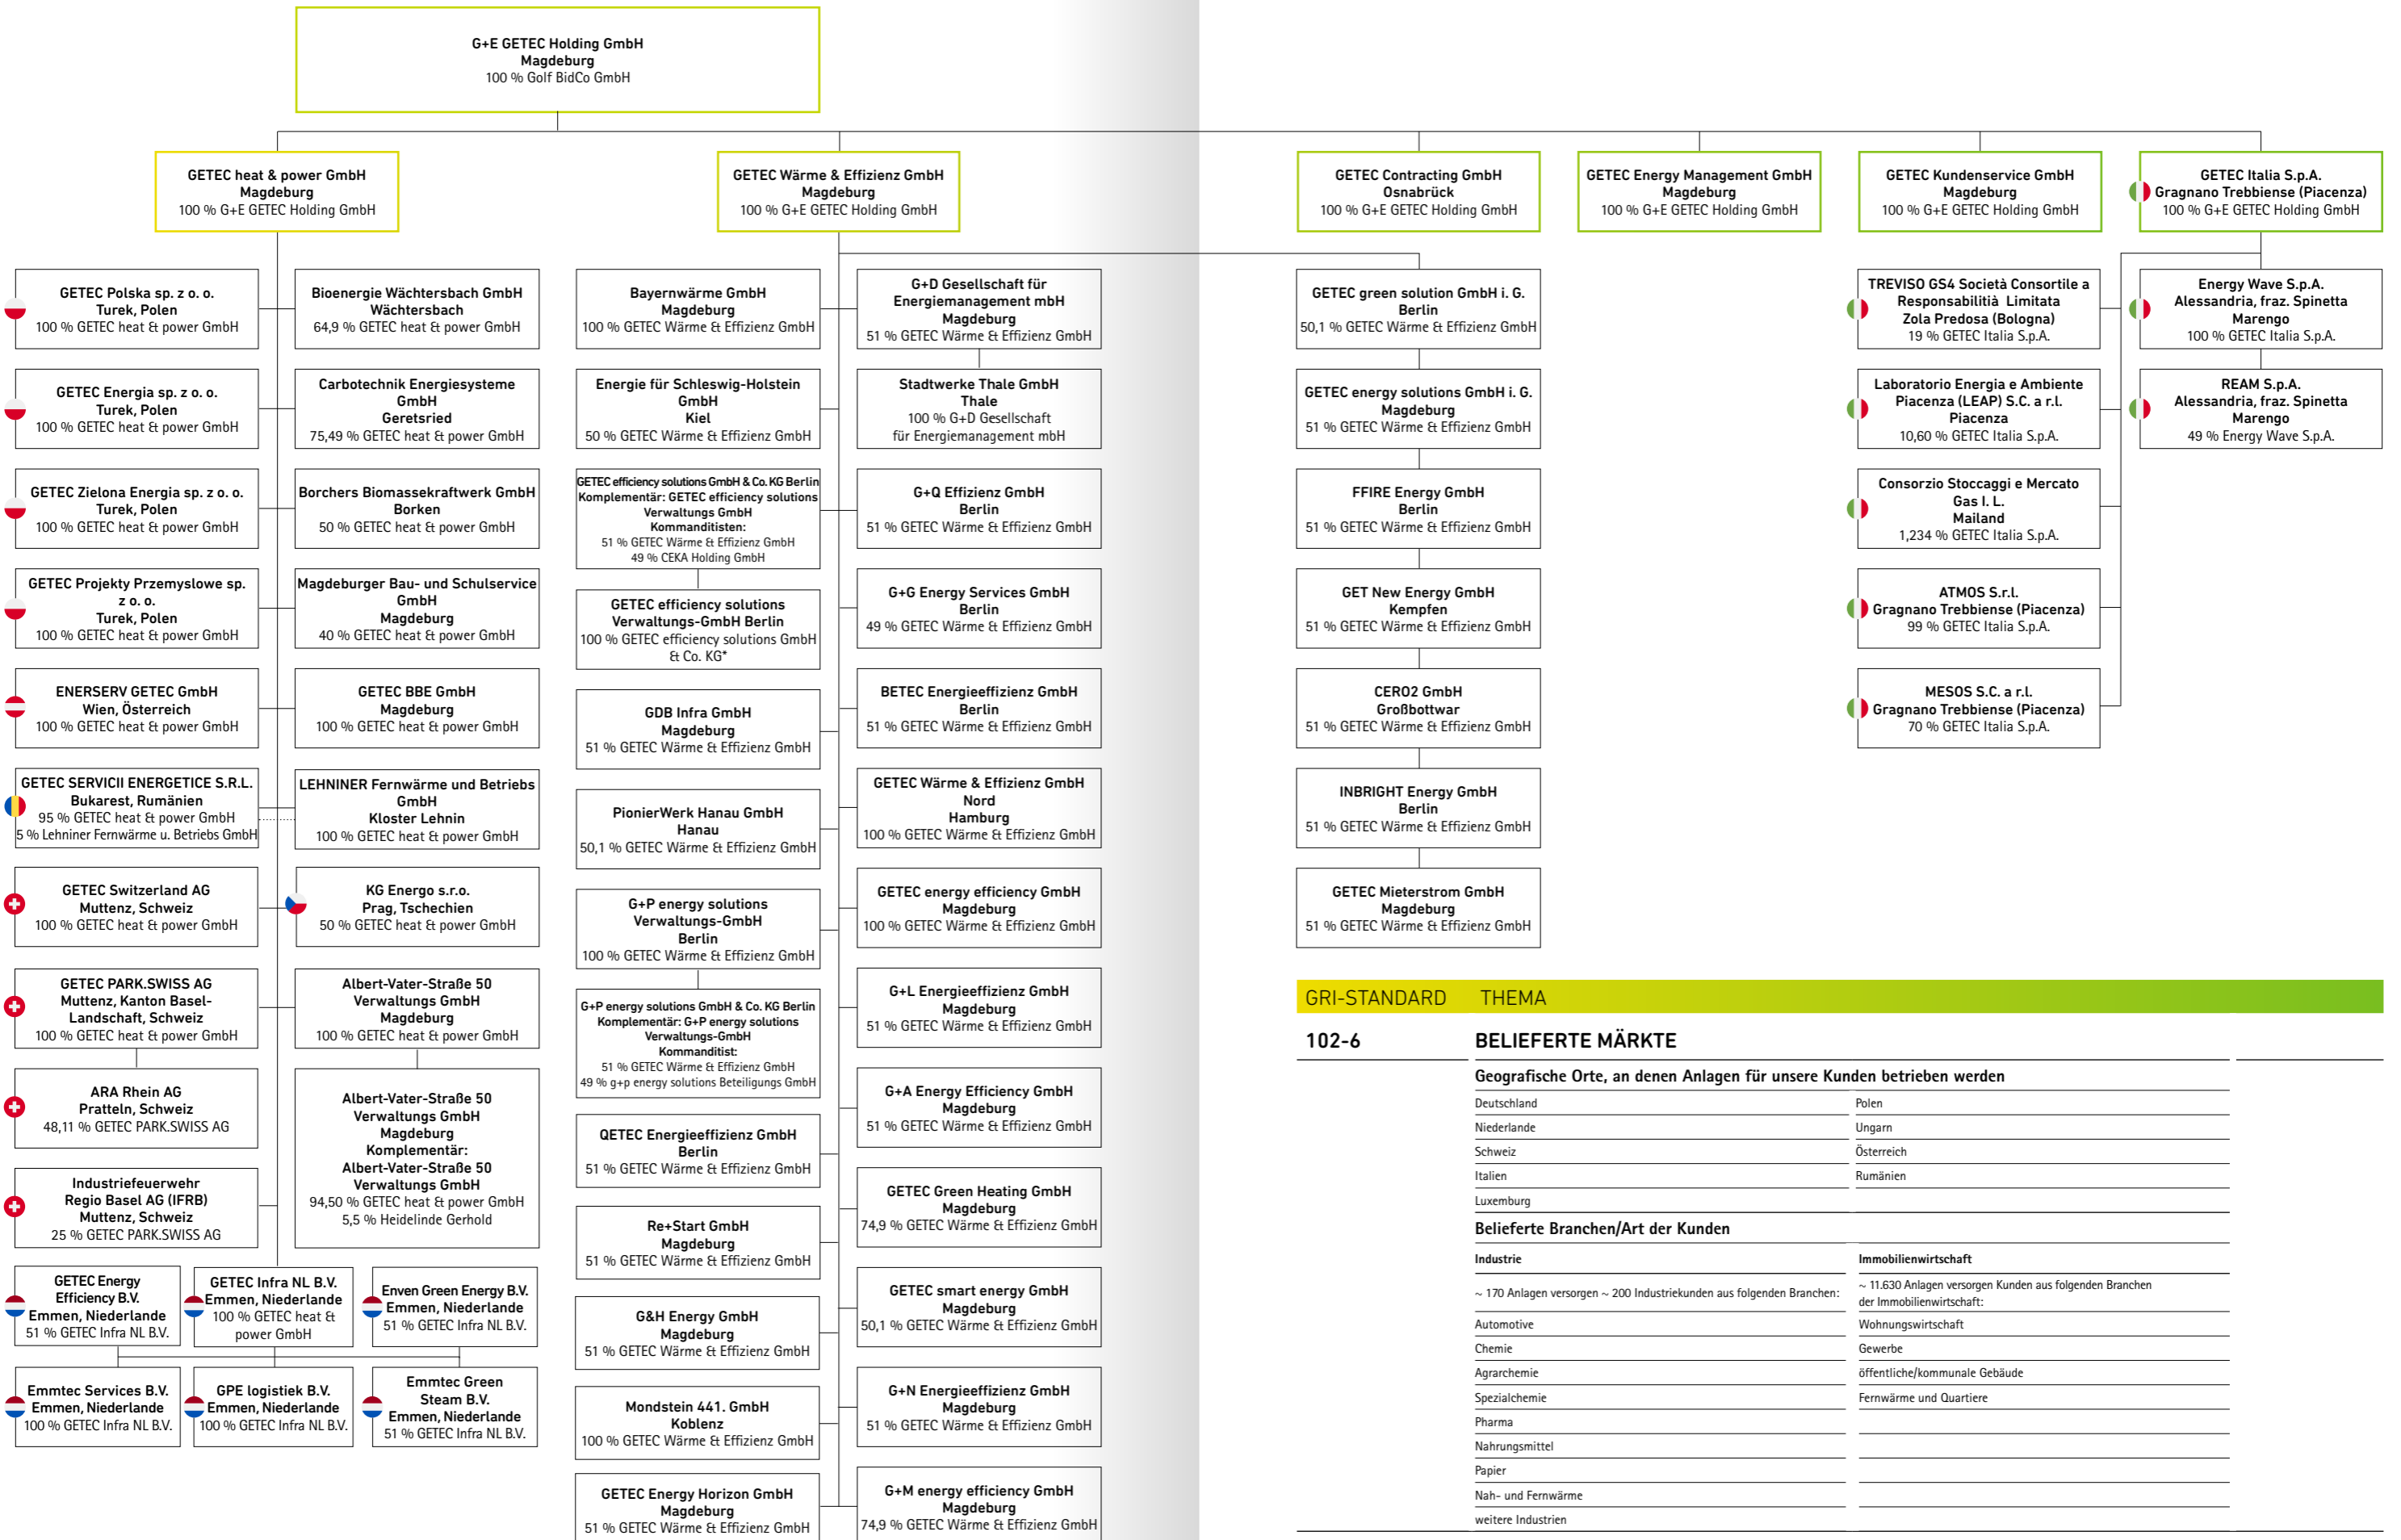 G+E GETEC Holding GmbH
Magdeburg
100 % Golf BidCo GmbH
GETEC heat & power GmbH
Magdeburg
100 % G+E GETEC Holding GmbH
GETEC Wärme & Effizienz GmbH
Magdeburg
100 % G+E GETEC Holding GmbH
GETEC Contracting GmbH
Osnabrück
100 % G+E GETEC Holding GmbH
GETEC Energy Management GmbH
Magdeburg
100 % G+E GETEC Holding GmbH
GETEC Kundenservice GmbH
Magdeburg
100 % G+E GETEC Holding GmbH
GETEC Italia S.p.A.
Gragnano Trebbiense (Piacenza)
100 % G+E GETEC Holding GmbH
GETEC Polska sp. z o. o.
Turek, Polen
100 % GETEC heat & power GmbH
GETEC Energia sp. z o. o.
Turek, Polen
100 % GETEC heat & power GmbH
GETEC Zielona Energia sp. z o. o.
Turek, Polen
100 % GETEC heat & power GmbH
GETEC Projekty Przemyslowe sp.
z o. o.
Turek, Polen
100 % GETEC heat & power GmbH
ENERSERV GETEC GmbH
Wien, Österreich
100 % GETEC heat & power GmbH
GETEC SERVICII ENERGETICE S.R.L.
Bukarest, Rumänien
95 % GETEC heat & power GmbH
5 % Lehniner Fernwärme u. Betriebs GmbH
GETEC Switzerland AG
Muttenz, Schweiz
100 % GETEC heat & power GmbH
GETEC PARK.SWISS AG
Muttenz, Kanton Basel-
Landschaft, Schweiz
100 % GETEC heat & power GmbH
ARA Rhein AG
Pratteln, Schweiz
48,11 % GETEC PARK.SWISS AG
Industriefeuerwehr
Regio Basel AG (IFRB)
Muttenz, Schweiz
25 % GETEC PARK.SWISS AG
Bioenergie Wächtersbach GmbH
Wächtersbach
64,9 % GETEC heat & power GmbH
Carbotechnik Energiesysteme
GmbH
Geretsried
75,49 % GETEC heat & power GmbH
Borchers Biomassekraftwerk GmbH
Borken
50 % GETEC heat & power GmbH
Magdeburger Bau- und Schulservice
GmbH
Magdeburg
40 % GETEC heat & power GmbH
GETEC BBE GmbH
Magdeburg
100 % GETEC heat & power GmbH
LEHNINER Fernwärme und Betriebs
GmbH
Kloster Lehnin
100 % GETEC heat & power GmbH
KG Energo s.r.o.
Prag, Tschechien
50 % GETEC heat & power GmbH
Albert-Vater-Straße 50
Verwaltungs GmbH
Magdeburg
100 % GETEC heat & power GmbH
Albert-Vater-Straße 50
Verwaltungs GmbH
Magdeburg
Komplementär:
Albert-Vater-Straße 50
Verwaltungs GmbH
94,50 % GETEC heat & power GmbH
5,5 % Heidelinde Gerhold
GETEC Energy
Efficiency B.V.
Emmen, Niederlande
51 % GETEC Infra NL B.V.
GETEC Infra NL B.V.
Emmen, Niederlande
100 % GETEC heat &
power GmbH
Enven Green Energy B.V.
Emmen, Niederlande
51 % GETEC Infra NL B.V.
Emmtec Services B.V.
Emmen, Niederlande
100 % GETEC Infra NL B.V.
GPE logistiek B.V.
Emmen, Niederlande
100 % GETEC Infra NL B.V.
Emmtec Green
Steam B.V.
Emmen, Niederlande
51 % GETEC Infra NL B.V.
Bayernwärme GmbH
Magdeburg
100 % GETEC Wärme & Effizienz GmbH
Energie für Schleswig-Holstein
GmbH
Kiel
50 % GETEC Wärme & Effizienz GmbH
GETEC efficiency solutions GmbH & Co. KG Berlin
Komplementär: GETEC efficiency solutions
Verwaltungs GmbH
Kommanditisten:
51 % GETEC Wärme & Effizienz GmbH
49 % CEKA Holding GmbH
GETEC efficiency solutions
Verwaltungs-GmbH Berlin
100 % GETEC efficiency solutions GmbH
& Co. KG*
GDB Infra GmbH
Magdeburg
51 % GETEC Wärme & Effizienz GmbH
PionierWerk Hanau GmbH
Hanau
50,1 % GETEC Wärme & Effizienz GmbH
G+P energy solutions
Verwaltungs-GmbH
Berlin
100 % GETEC Wärme & Effizienz GmbH
G+P energy solutions GmbH & Co. KG Berlin
Komplementär: G+P energy solutions
Verwaltungs-GmbH
Kommanditist:
51 % GETEC Wärme & Effizienz GmbH
49 % g+p energy solutions Beteiligungs GmbH
QETEC Energieeffizienz GmbH
Berlin
51 % GETEC Wärme & Effizienz GmbH
Re+Start GmbH
Magdeburg
51 % GETEC Wärme & Effizienz GmbH
G&H Energy GmbH
Magdeburg
51 % GETEC Wärme & Effizienz GmbH
Mondstein 441. GmbH
Koblenz
100 % GETEC Wärme & Effizienz GmbH
GETEC Energy Horizon GmbH
Magdeburg
51 % GETEC Wärme & Effizienz GmbH
G+D Gesellschaft für
Energiemanagement mbH
Magdeburg
51 % GETEC Wärme & Effizienz GmbH
Stadtwerke Thale GmbH
Thale
100 % G+D Gesellschaft
für Energiemanagement mbH
G+Q Effizienz GmbH
Berlin
51 % GETEC Wärme & Effizienz GmbH
G+G Energy Services GmbH
Berlin
49 % GETEC Wärme & Effizienz GmbH
BETEC Energieeffizienz GmbH
Berlin
51 % GETEC Wärme & Effizienz GmbH
GETEC Wärme & Effizienz GmbH
Nord
Hamburg
100 % GETEC Wärme & Effizienz GmbH
GETEC energy efficiency GmbH
Magdeburg
100 % GETEC Wärme & Effizienz GmbH
G+L Energieeffizienz GmbH
Magdeburg
51 % GETEC Wärme & Effizienz GmbH
G+A Energy Efficiency GmbH
Magdeburg
51 % GETEC Wärme & Effizienz GmbH
GETEC Green Heating GmbH
Magdeburg
74,9 % GETEC Wärme & Effizienz GmbH
GETEC smart energy GmbH
Magdeburg
50,1 % GETEC Wärme & Effizienz GmbH
G+N Energieeffizienz GmbH
Magdeburg
51 % GETEC Wärme & Effizienz GmbH
G+M energy efficiency GmbH
Magdeburg
74,9 % GETEC Wärme & Effizienz GmbH
GETEC green solution GmbH i. G.
Berlin
50,1 % GETEC Wärme & Effizienz GmbH
GETEC energy solutions GmbH i. G.
Magdeburg
51 % GETEC Wärme & Effizienz GmbH
FFIRE Energy GmbH
Berlin
51 % GETEC Wärme & Effizienz GmbH
GET New Energy GmbH
Kempfen
51 % GETEC Wärme & Effizienz GmbH
CERO2 GmbH
Großbottwar
51 % GETEC Wärme & Effizienz GmbH
INBRIGHT Energy GmbH
Berlin
51 % GETEC Wärme & Effizienz GmbH
GETEC Mieterstrom GmbH
Magdeburg
51 % GETEC Wärme & Effizienz GmbH
TREVISO GS4 Società Consortile a
Responsabilitià Limitata
Zola Predosa (Bologna)
19 % GETEC Italia S.p.A.
Laboratorio Energia e Ambiente
Piacenza (LEAP) S.C. a r.l.
Piacenza
10,60 % GETEC Italia S.p.A.
Consorzio Stoccaggi e Mercato
Gas I. L.
Mailand
1,234 % GETEC Italia S.p.A.
ATMOS S.r.l.
Gragnano Trebbiense (Piacenza)
99 % GETEC Italia S.p.A.
MESOS S.C. a r.l.
Gragnano Trebbiense (Piacenza)
70 % GETEC Italia S.p.A.
Energy Wave S.p.A.
Alessandria, fraz. Spinetta
Marengo
100 % GETEC Italia S.p.A.
REAM S.p.A.
Alessandria, fraz. Spinetta
Marengo
49 % Energy Wave S.p.A.
GRI-STANDARD THEMA
102-6 BELIEFERTE MÄRKTE
Geografische Orte, an denen Anlagen für unsere Kunden betrieben werden
Deutschland Polen
Niederlande Ungarn
Schweiz Österreich
Italien Rumänien
Luxemburg
Belieferte Branchen/Art der Kunden
Industrie Immobilienwirtschaft
~ 170 Anlagen versorgen ~ 200 Industriekunden aus folgenden Branchen:
~ 11.630 Anlagen versorgen Kunden aus folgenden Branchen
der Immobilienwirtschaft:
Automotive Wohnungswirtschaft
Chemie Gewerbe
Agrarchemie öffentliche/kommunale Gebäude
Spezialchemie Fernwärme und Quartiere
Pharma
Nahrungsmittel
Papier
Nah- und Fernwärme
weitere Industrien